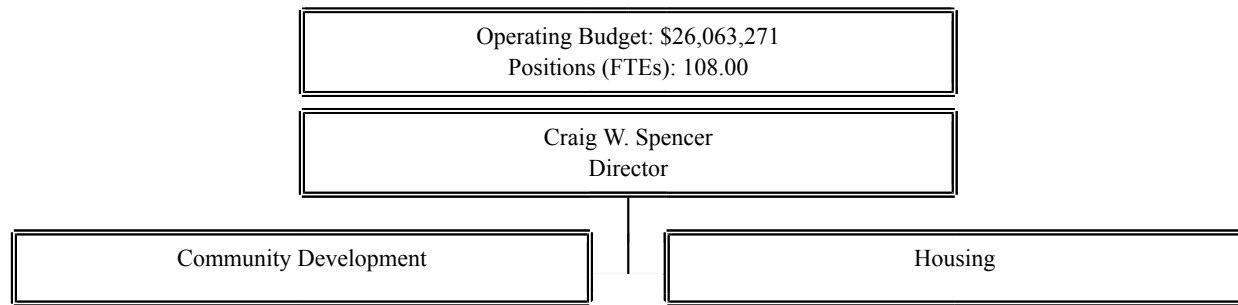 Operating Budget: $26,063,271
Positions (FTEs): 108.00
Craig W. Spencer
Director
Community Development
Housing